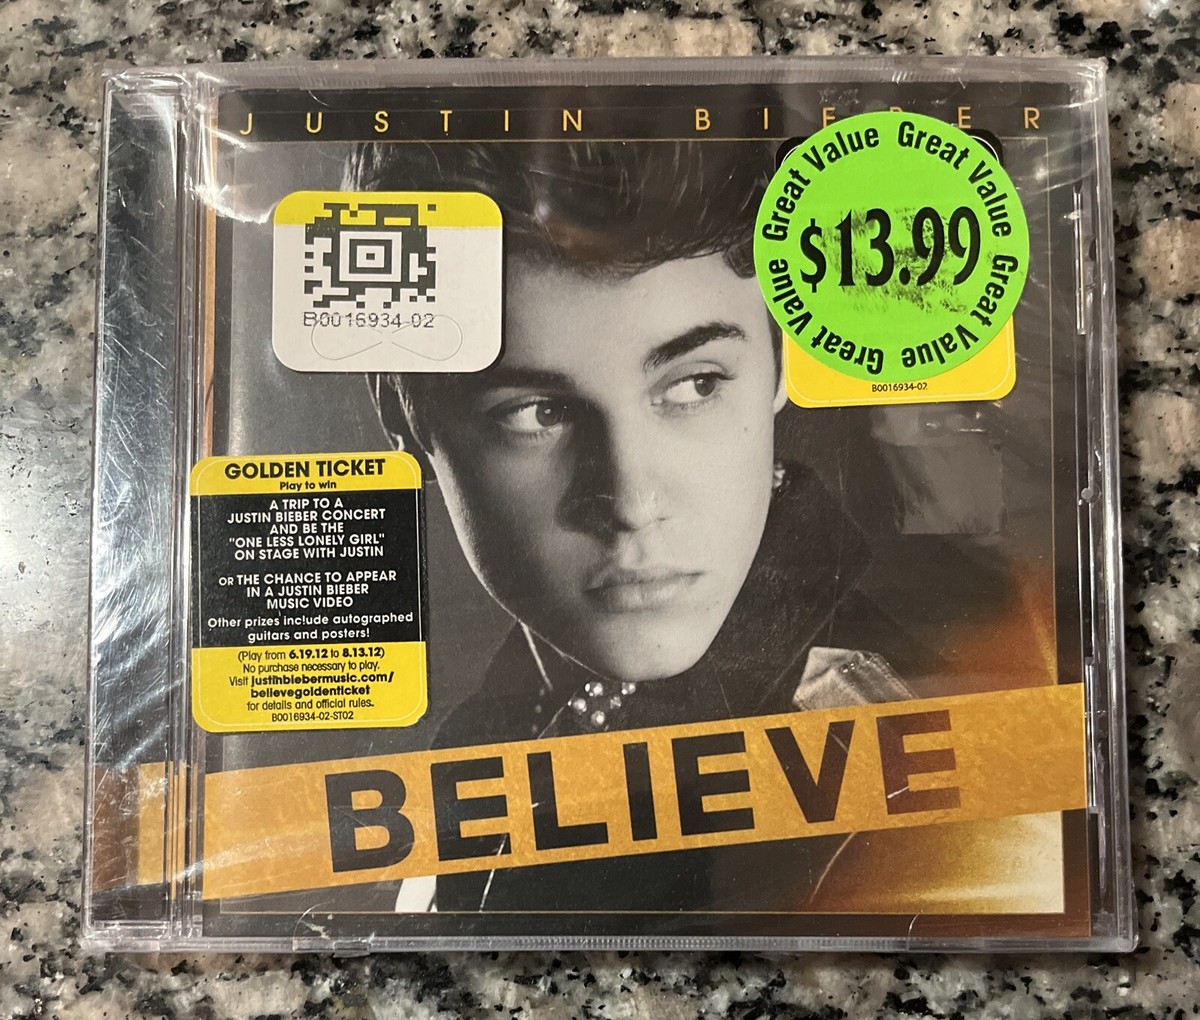 JUSTIN BIEBER
B0016934-02
Great Value Great Value Great Value Great Value
$13.99
B0016934-02
GOLDEN TICKET
Play to win
A TRIP TO A
JUSTIN BIEBER CONCERT
AND BE THE
"ONE LESS LONELY GIRL"
ON STAGE WITH JUSTIN
OR THE CHANCE TO APPEAR
IN A JUSTIN BIEBER
MUSIC VIDEO
Other prizes include autographed
guitars and posters!
(Play from 6.19.12 to 8.13.12)
No purchase necessary to play.
Visit justinbiebermusic.com/
believegoldenticket
for details and official rules.
B0016934-02-ST02
BELIEVE